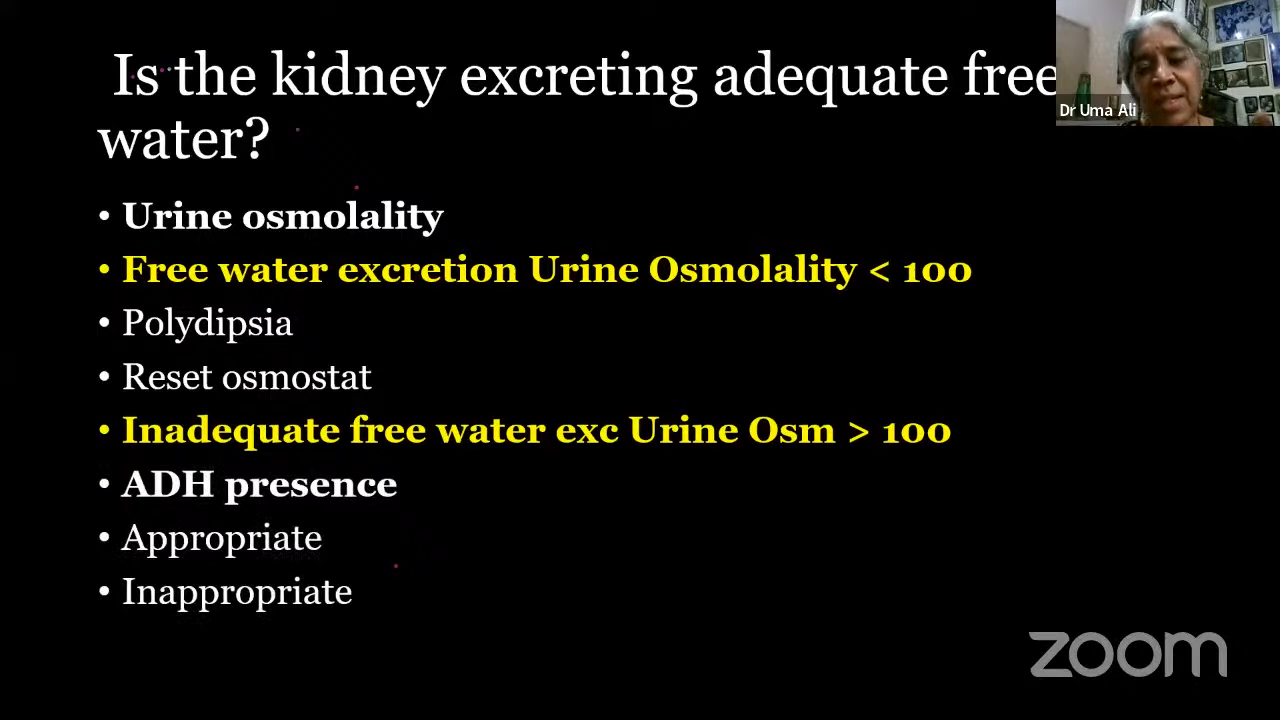 Is the kidney excreting adequate free
water?
Dr Uma Ali
• Urine osmolality
• Free water excretion Urine Osmolality < 100
• Polydipsia
• Reset osmostat
• Inadequate free water exc Urine Osm > 100
• ADH presence
• Appropriate
• Inappropriate
zoom